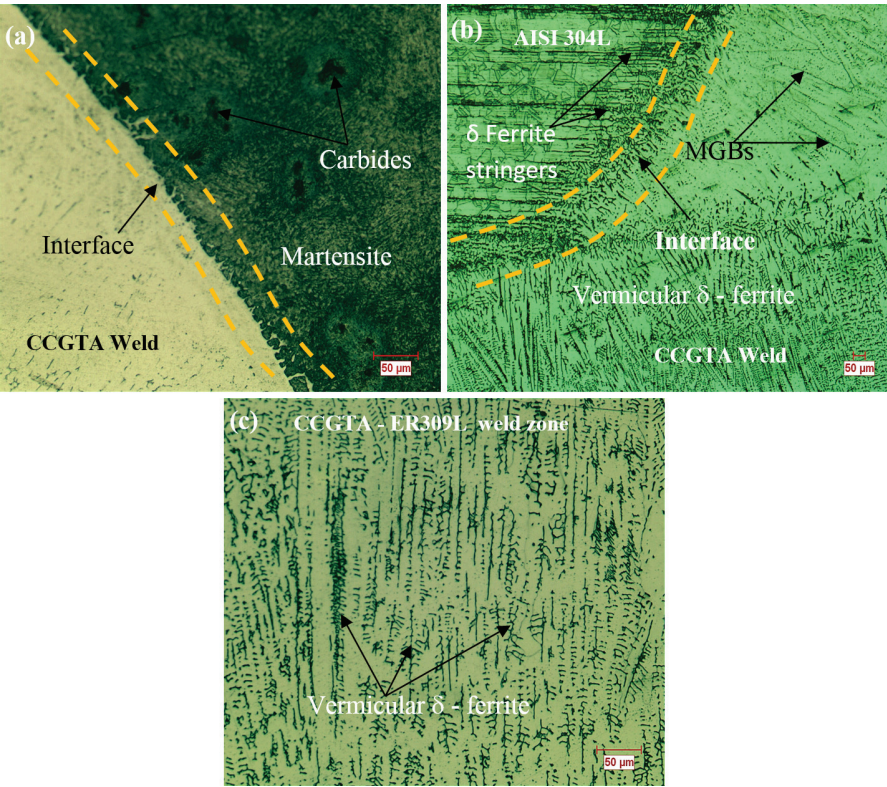 (a)
Carbides
Interface
Martensite
CCGTA Weld
50 µm
(b)
AISI 304L
δ Ferrite
stringers
MGBs
Interface
Vermicular δ - ferrite
CCGTA Weld
50 µm
(c)
CCGTA - ER309L weld zone
Vermicular δ - ferrite
50 µm